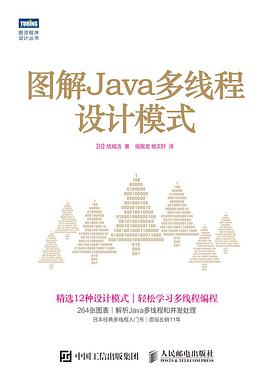 TURING
图灵程序
设计丛书
图解Java多线程
设计模式
[日] 结城浩 著 侯振龙 杨文轩 译
精选12种设计模式|轻松学习多线程编程
264张图表|解析Java多线程和并发处理
日本经典多线程入门书|原版长销11年
中国工信出版集团 人民邮电出版社
POSTS & TELECOM PRESS